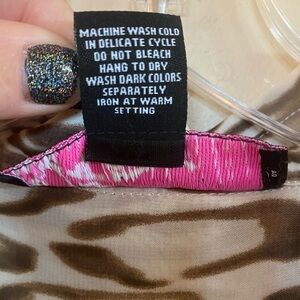 MACHINE WASH COLD
IN DELICATE CYCLE
DO NOT BLEACH
HANG TO DRY
WASH DARK COLORS
SEPARATELY
IRON AT WARM
SETTING